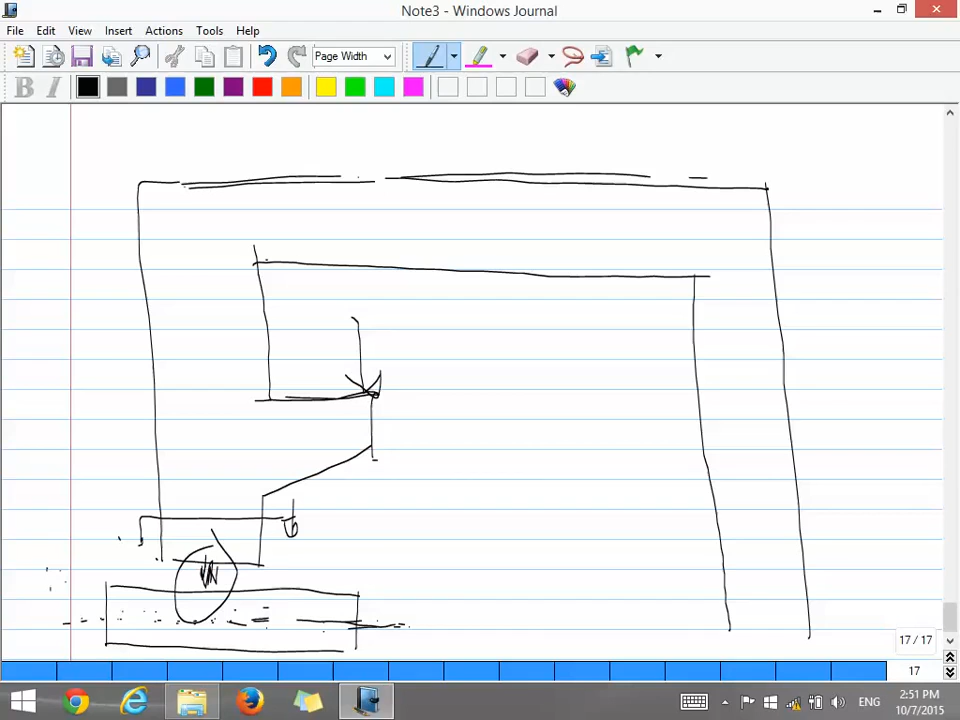 Note3 - Windows Journal
File Edit View Insert Actions Tools Help
Page Width
B I
17 / 17
17
ENG
2:51 PM
10/7/2015